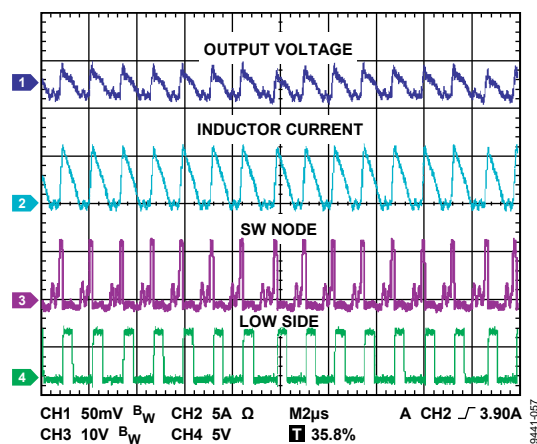 OUTPUT VOLTAGE
1
INDUCTOR CURRENT
2
SW NODE
3
LOW SIDE
4
CH1 50mV BW CH2 5A Ω M2µs A CH2 3.90A
CH3 10V BW CH4 5V T 35.8%
9441-057